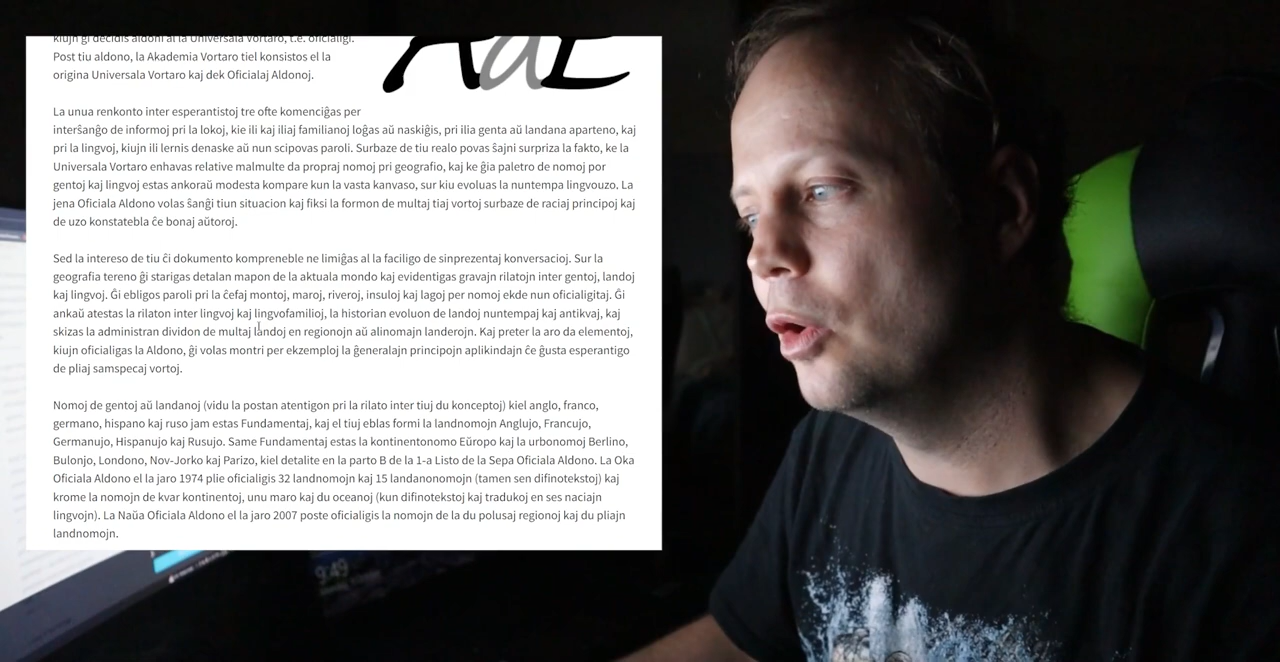 kiujn ĝi decidis aldoni al la Universala Vortaro, t.e. oficialigi.
Post tiu aldono, la Akademia Vortaro tiel konsistos el la
origina Universala Vortaro kaj dek Oficialaj Aldonoj.
AdE
La unua renkonto inter esperantistoj tre ofte komenciĝas per
interŝanĝo de informoj pri la lokoj, kie ili kaj iliaj familianoj loĝas aŭ naskiĝis, pri ilia genta aŭ landana aparteno, kaj
pri la lingvoj, kiujn ili lernis denaske aŭ nun scipovas paroli. Surbaze de tiu realo povas ŝajni surpriza la fakto, ke la
Universala Vortaro enhavas relative malmulte da propraj nomoj pri geografio, kaj ke ĝia paletro de nomoj por
gentoj kaj lingvoj estas ankoraŭ modesta kompare kun la vasta kanvaso, sur kiu evoluas la nuntempa lingvouzo. La
jena Oficiala Aldono volas ŝanĝi tiun situacion kaj fiksi la formon de multaj tiaj vortoj surbaze de raciaj principoj kaj
de uzo konstatebla ĉe bonaj aŭtoroj.
Sed la intereso de tiu ĉi dokumento kompreneble ne limiĝas al la faciligo de sinprezentaj konversacioj. Sur la
geografia tereno ĝi starigas detalan mapon de la aktuala mondo kaj evidentigas gravajn rilatojn inter gentoj, landoj
kaj lingvoj. Ĝi ebligos paroli pri la ĉefaj montoj, maroj, riveroj, insuloj kaj lagoj per nomoj ekde nun oficialigitaj. Ĝi
ankaŭ atestas la rilaton inter lingvoj kaj lingvofamilioj, la historian evoluon de landoj nuntempaj kaj antikvaj, kaj
skizas la administran dividon de multaj landoj en regionojn aŭ alinomajn landerojn. Kaj preter la aro da elementoj,
kiujn oficialigas la Aldono, ĝi volas montri per ekzemploj la ĝeneralajn principojn aplikindajn ĉe ĝusta esperantigo
de pliaj samspecaj vortoj.
Nomoj de gentoj aŭ landanoj (vidu la postan atentigon pri la rilato inter tiuj du konceptoj) kiel anglo, franco,
germano, hispano kaj ruso jam estas Fundamentaj, kaj el tiuj eblas formi la landnomojn Anglujo, Francujo,
Germanujo, Hispanujo kaj Rusujo. Same Fundamentaj estas la kontinentonomo Eŭropo kaj la urbonomoj Berlino,
Bulonjo, Londono, Nov-Jorko kaj Parizo, kiel detalite en la parto B de la 1-a Listo de la Sepa Oficiala Aldono. La Oka
Oficiala Aldono el la jaro 1974 plie oficialigis 32 landnomojn kaj 15 landanonomojn (tamen sen difinotekstoj) kaj
krome la nomojn de kvar kontinentoj, unu maro kaj du oceanoj (kun difinotekstoj kaj tradukoj en ses naciajn
lingvojn). La Naŭa Oficiala Aldono el la jaro 2007 poste oficialigis la nomojn de la du polusaj regionoj kaj du pliajn
landnomojn.
9:49